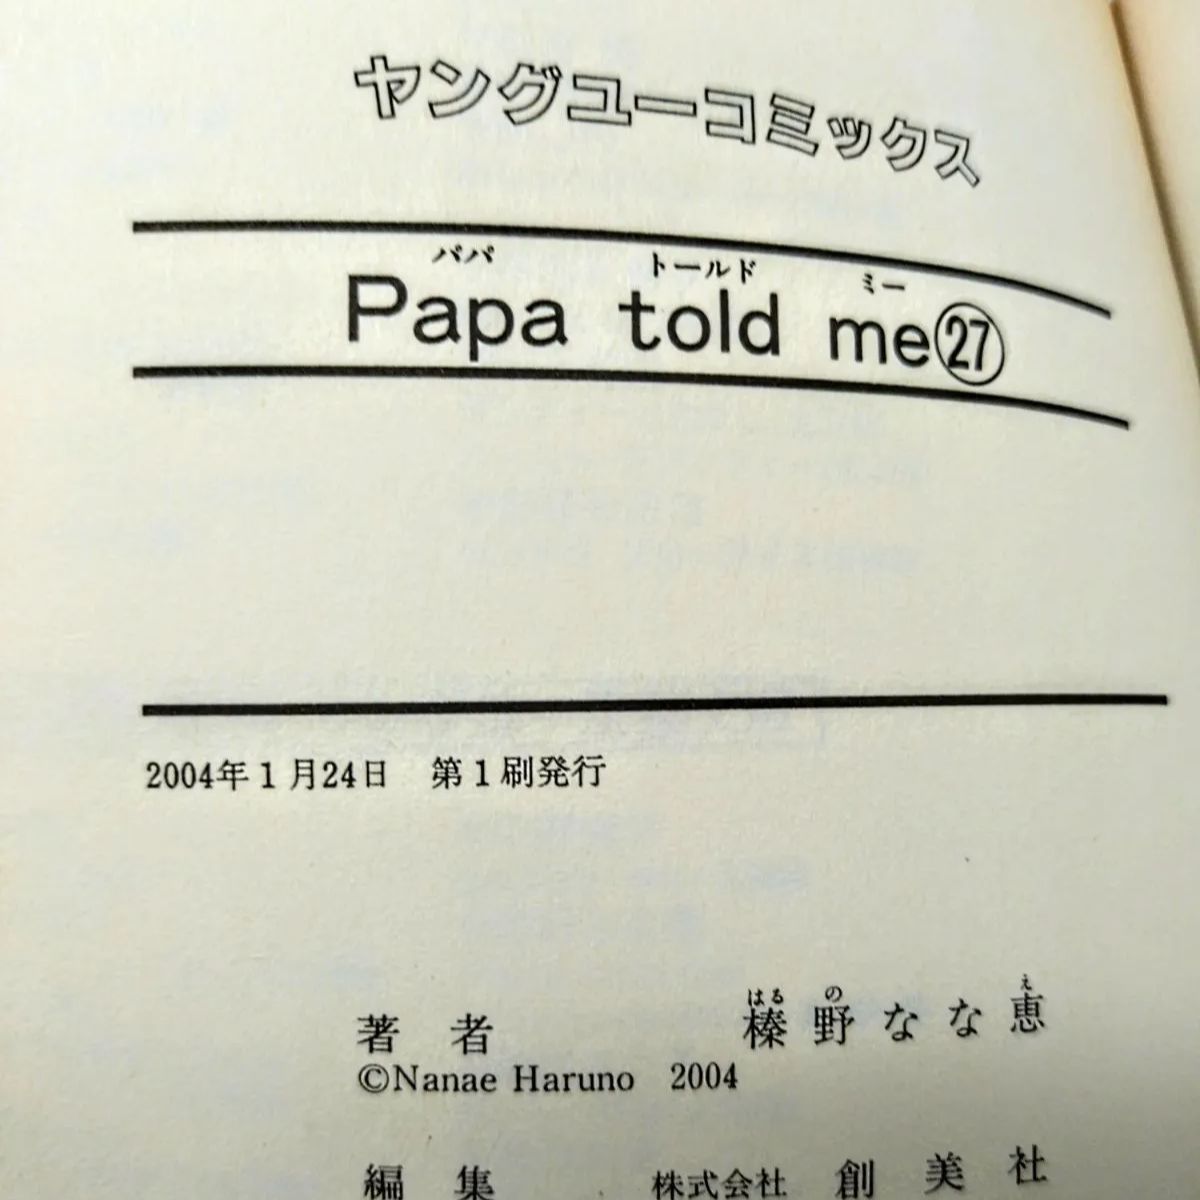 ヤングユーコミックス
パパ トールド ミー
Papa told me㉗
2004年1月24日 第1刷発行
はる の え
著者 榛野なな恵
©Nanae Haruno 2004
編集 株式会社 創美社